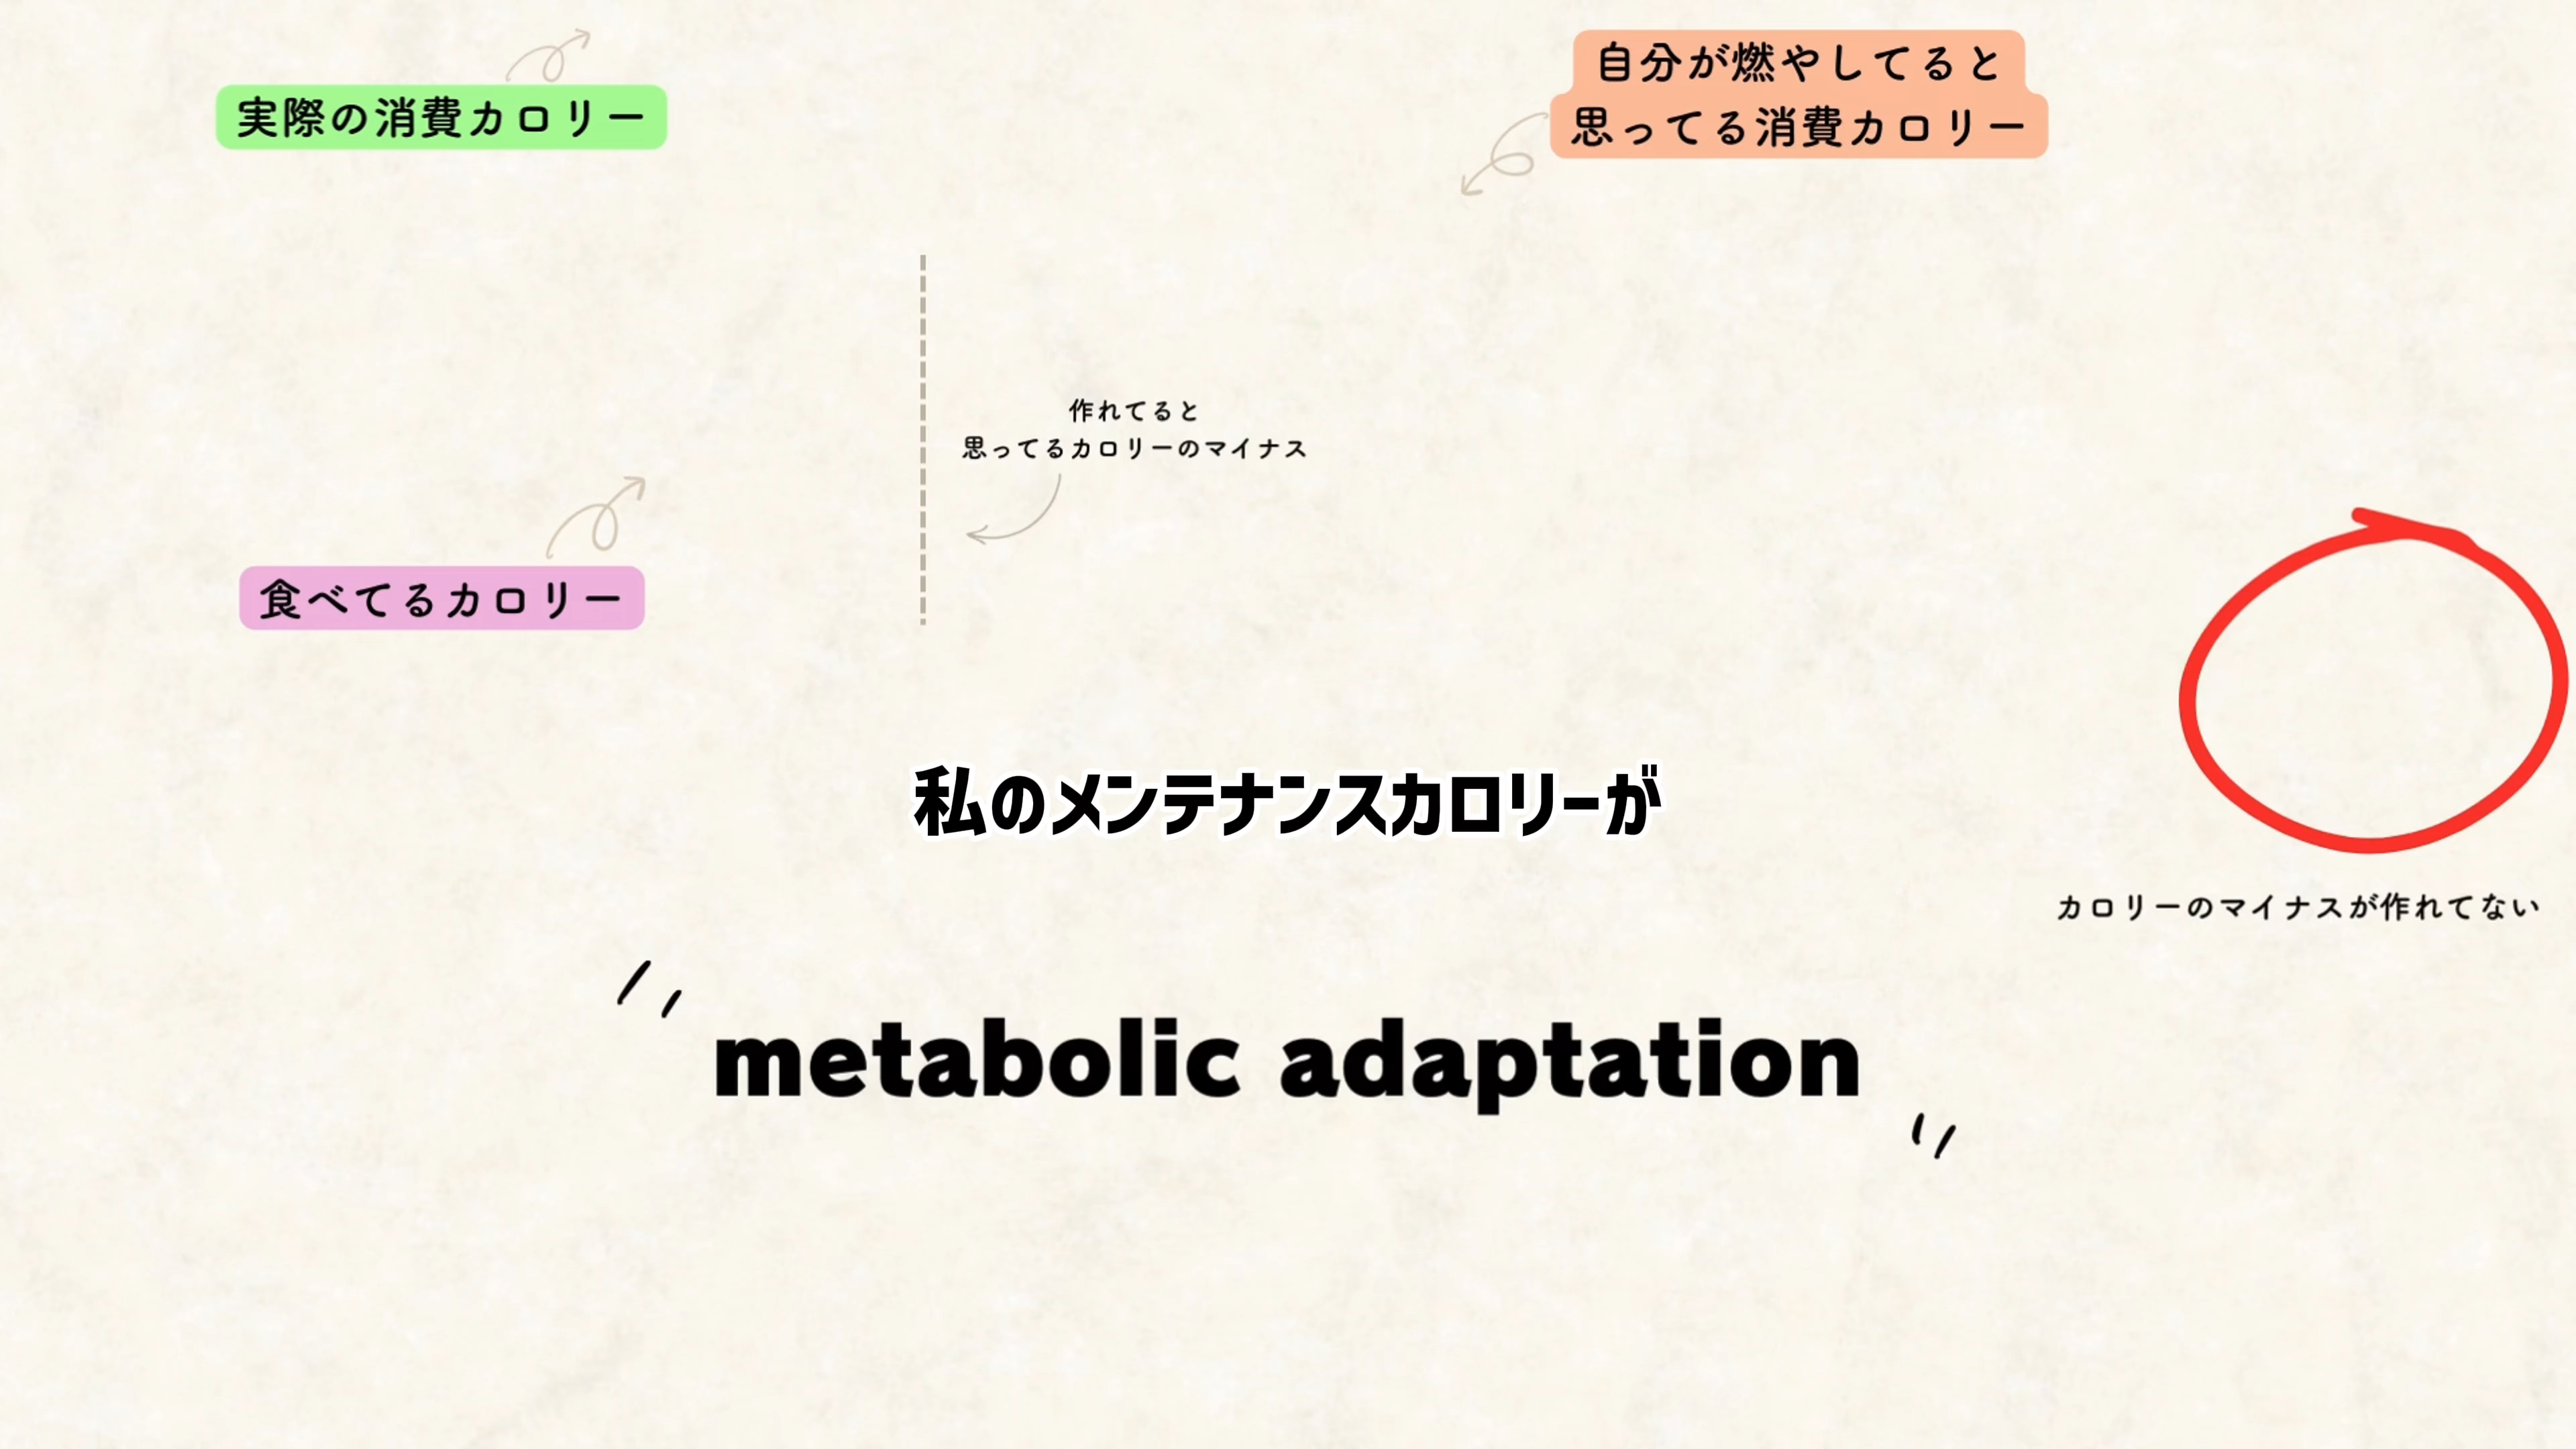 実際の消費カロリー
自分が燃やしてると
思ってる消費カロリー
作れてると
思ってるカロリーのマイナス
食べてるカロリー
私のメンテナンスカロリーが
カロリーのマイナスが作れてない
metabolic adaptation